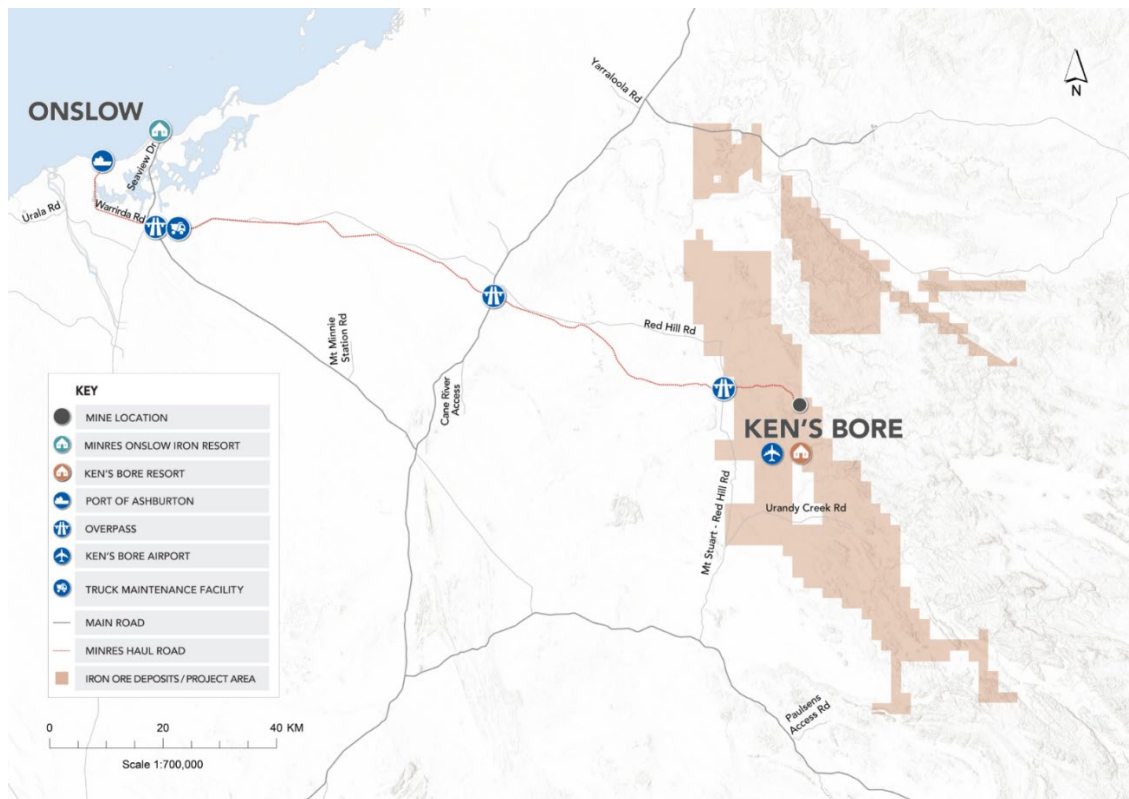 ONSLOW
Yarraloola Rd
N
Seaview Dr
Warrirda Rd
Urala Rd
Mt Minnie
Station Rd
Cane River
Access
Red Hill Rd
KEN'S BORE
Urandy Creek Rd
Mt Stuart - Red Hill Rd
Paulsens
Access Rd
KEY
MINE LOCATION
MINRES ONSLOW IRON RESORT
KEN'S BORE RESORT
PORT OF ASHBURTON
OVERPASS
KEN'S BORE AIRPORT
TRUCK MAINTENANCE FACILITY
MAIN ROAD
MINRES HAUL ROAD
IRON ORE DEPOSITS / PROJECT AREA
0 20 40 KM
Scale 1:700,000